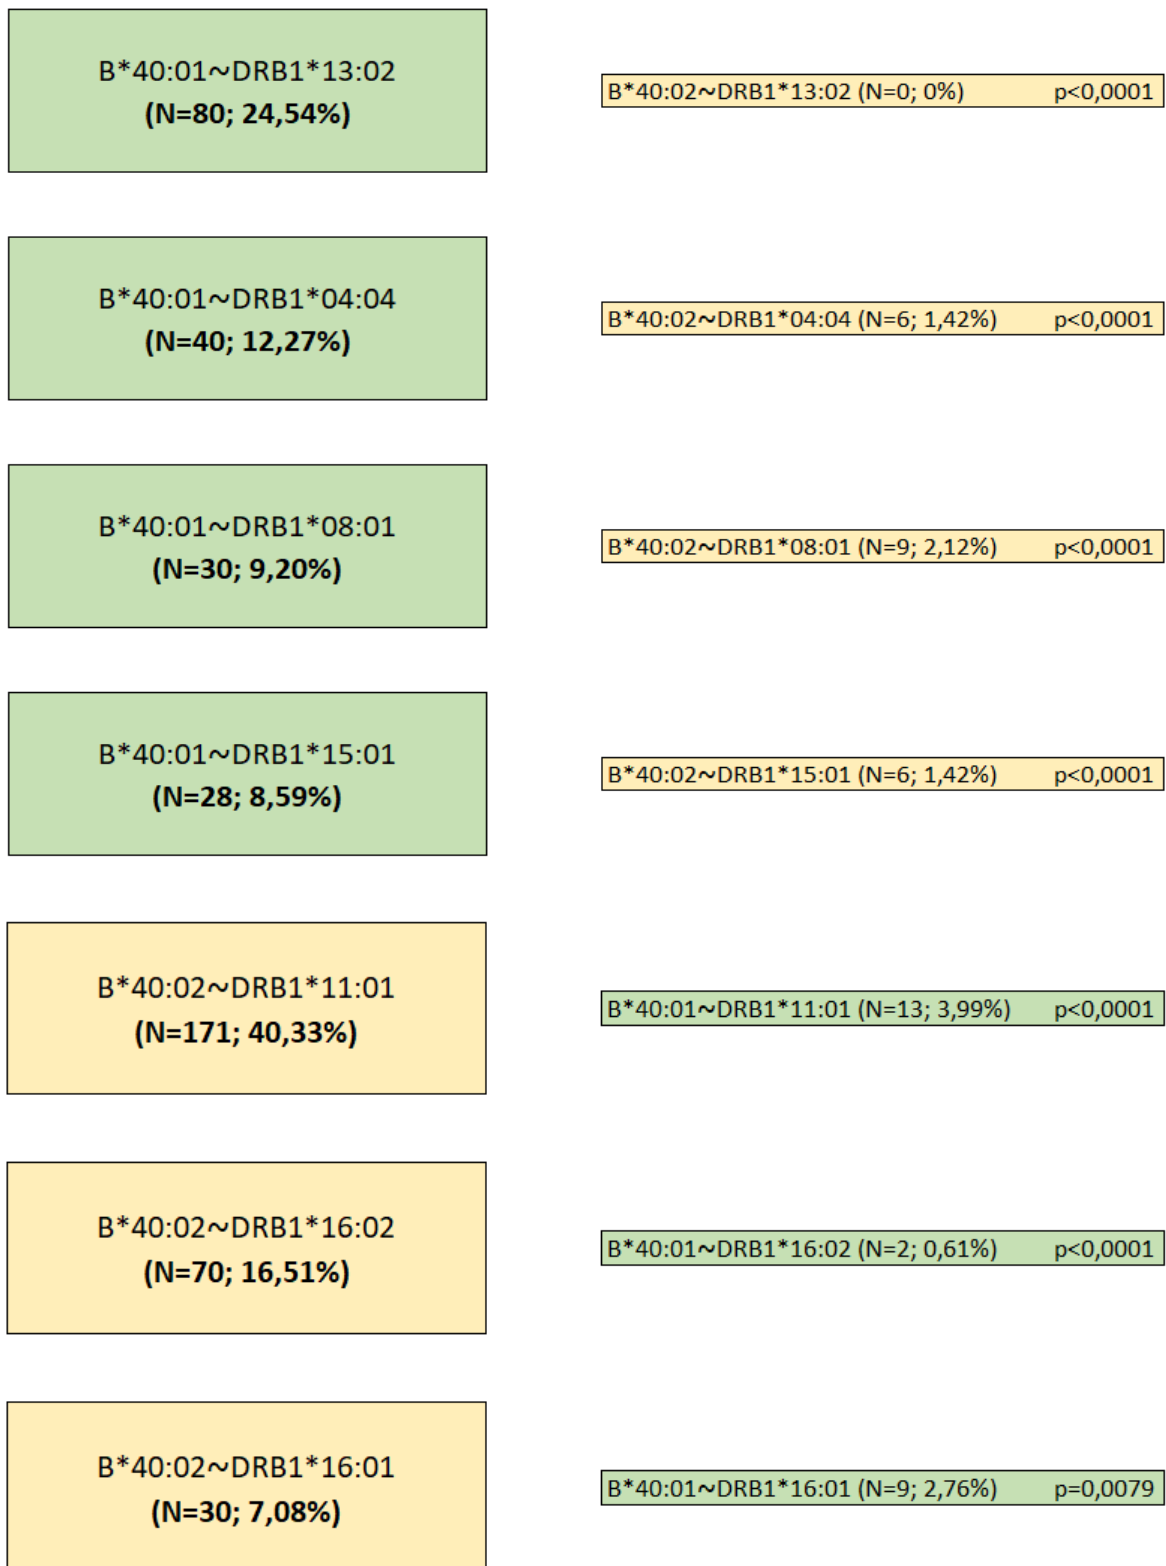 B*40:01~DRB1*13:02
(N=80; 24,54%)
B*40:02~DRB1*13:02 (N=0; 0%) p<0,0001
B*40:01~DRB1*04:04
(N=40; 12,27%)
B*40:02~DRB1*04:04 (N=6; 1,42%) p<0,0001
B*40:01~DRB1*08:01
(N=30; 9,20%)
B*40:02~DRB1*08:01 (N=9; 2,12%) p<0,0001
B*40:01~DRB1*15:01
(N=28; 8,59%)
B*40:02~DRB1*15:01 (N=6; 1,42%) p<0,0001
B*40:02~DRB1*11:01
(N=171; 40,33%)
B*40:01~DRB1*11:01 (N=13; 3,99%) p<0,0001
B*40:02~DRB1*16:02
(N=70; 16,51%)
B*40:01~DRB1*16:02 (N=2; 0,61%) p<0,0001
B*40:02~DRB1*16:01
(N=30; 7,08%)
B*40:01~DRB1*16:01 (N=9; 2,76%) p=0,0079